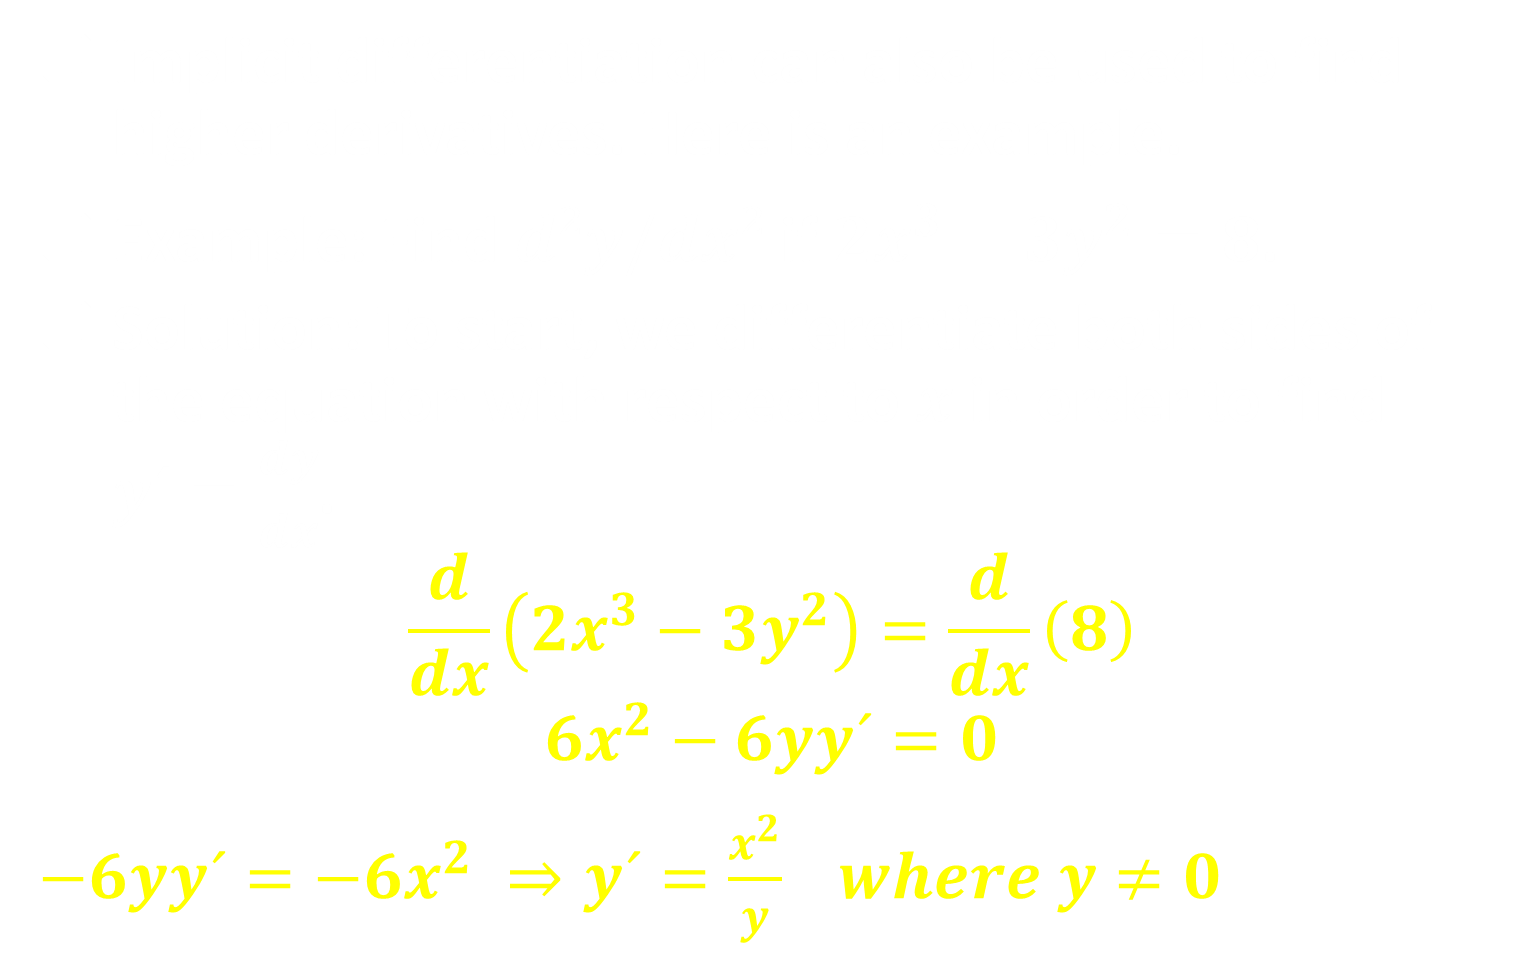 d/dx (2x³ − 3y²) = d/dx (8)
6x² − 6yy´ = 0
−6yy´ = −6x² ⇒ y´ = x²/y where y ≠ 0